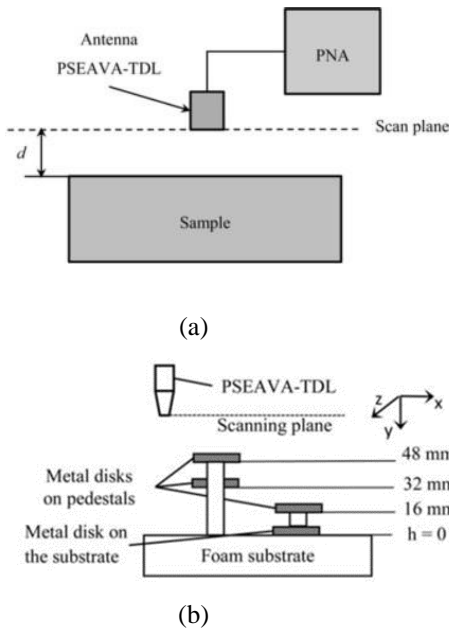 Antenna
PSEAVA-TDL
PNA
Scan plane
d
Sample
(a)
PSEAVA-TDL
Scanning plane
z
x
y
Metal disks
on pedestals
48 mm
32 mm
16 mm
Metal disk on
the substrate
h = 0
Foam substrate
(b)